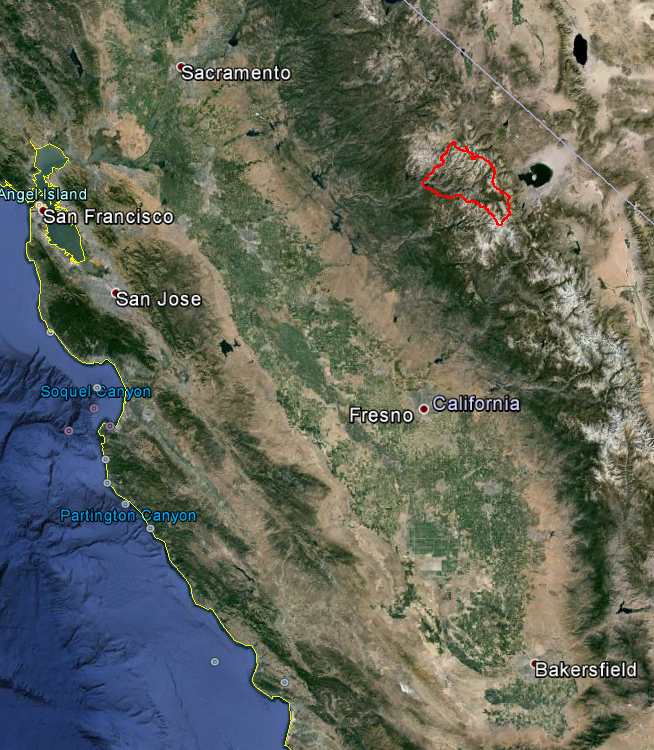 Sacramento
Angel Island
San Francisco
San Jose
Soquel Canyon
California
Fresno
Partington Canyon
Bakersfield